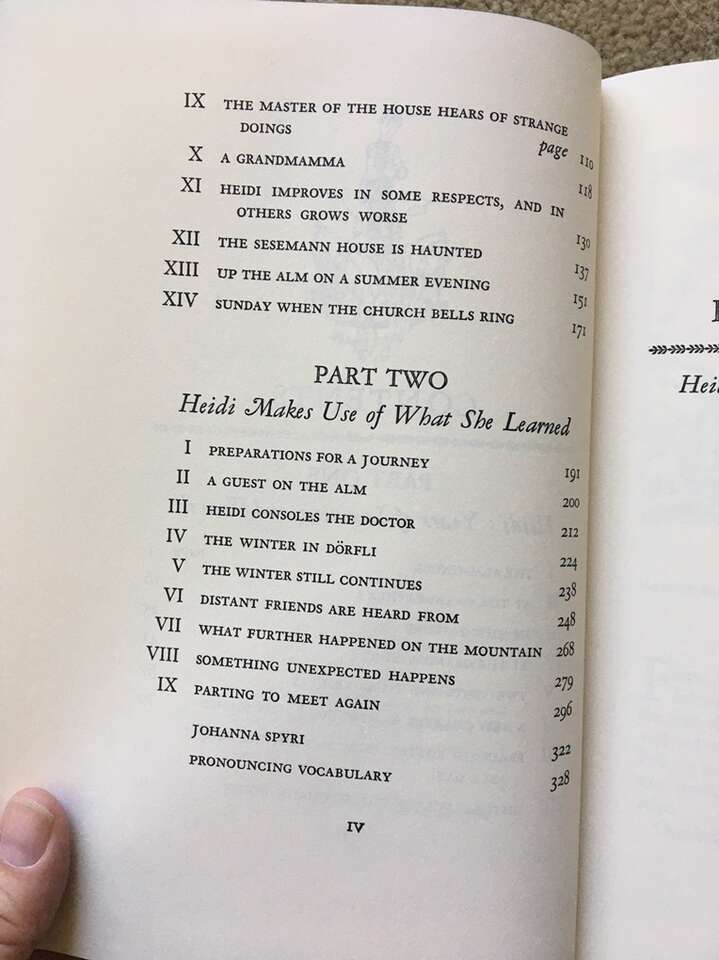 IX THE MASTER OF THE HOUSE HEARS OF STRANGE
DOINGS page 110
X A GRANDMAMMA 118
XI HEIDI IMPROVES IN SOME RESPECTS, AND IN
OTHERS GROWS WORSE 130
XII THE SESEMANN HOUSE IS HAUNTED 137
XIII UP THE ALM ON A SUMMER EVENING 151
XIV SUNDAY WHEN THE CHURCH BELLS RING 171
PART TWO
Heidi Makes Use of What She Learned
I PREPARATIONS FOR A JOURNEY 191
II A GUEST ON THE ALM 200
III HEIDI CONSOLES THE DOCTOR 212
IV THE WINTER IN DÖRFLI 224
V THE WINTER STILL CONTINUES 238
VI DISTANT FRIENDS ARE HEARD FROM 248
VII WHAT FURTHER HAPPENED ON THE MOUNTAIN 268
VIII SOMETHING UNEXPECTED HAPPENS 279
IX PARTING TO MEET AGAIN 296
JOHANNA SPYRI 322
PRONOUNCING VOCABULARY 328
IV